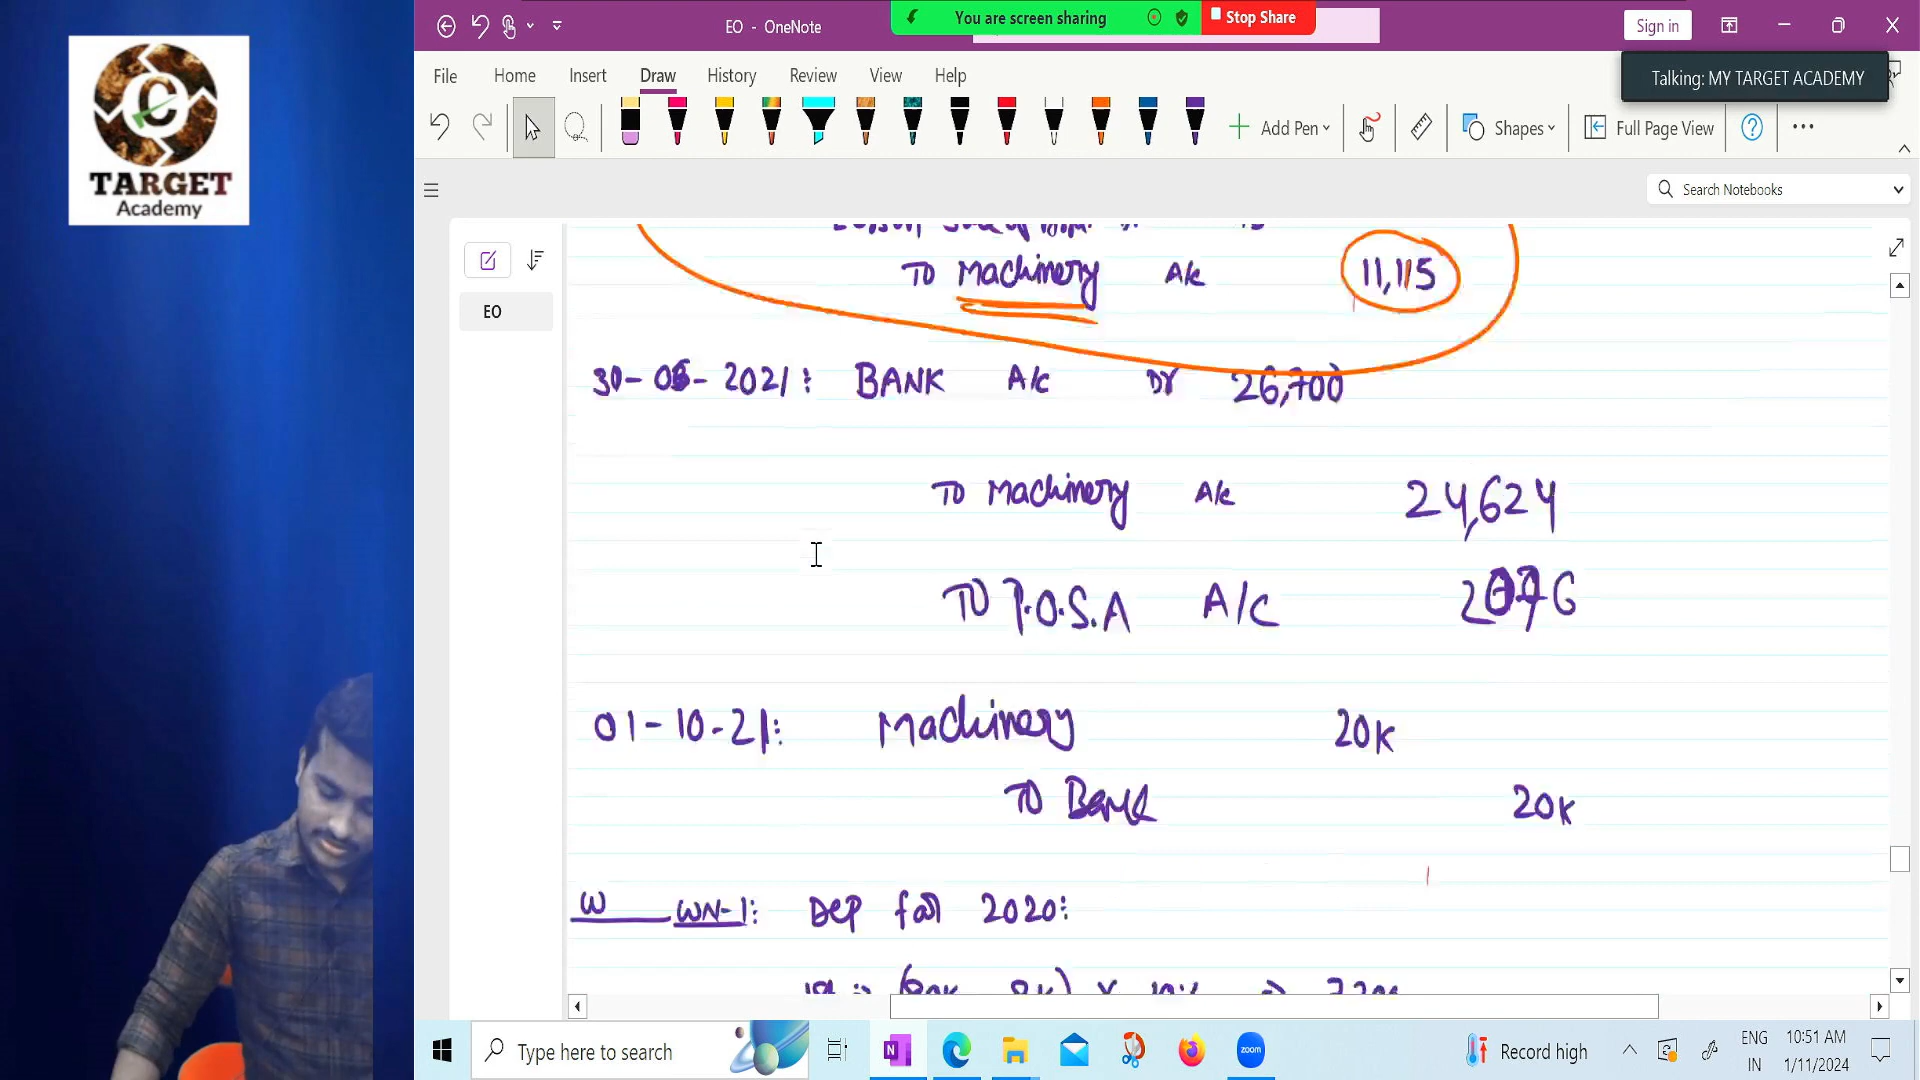 TARGET
Academy
EO - OneNote
You are screen sharing
Stop Share
Sign in
File
Home
Insert
Draw
History
Review
View
Help
Talking: MY TARGET ACADEMY
Add Pen
Shapes
Full Page View
Search Notebooks
EO
To Machinery A/c 11,115
30-06-2021: BANK A/c Dr 26,700
To Machinery A/c 24,624
To P.O.S.A A/C 2076
01-10-21: Machinery 20K
To Bank 20K
W WN-1: Dep for 2020:
Type here to search
zoom
Record high
ENG
IN
10:51 AM
1/11/2024